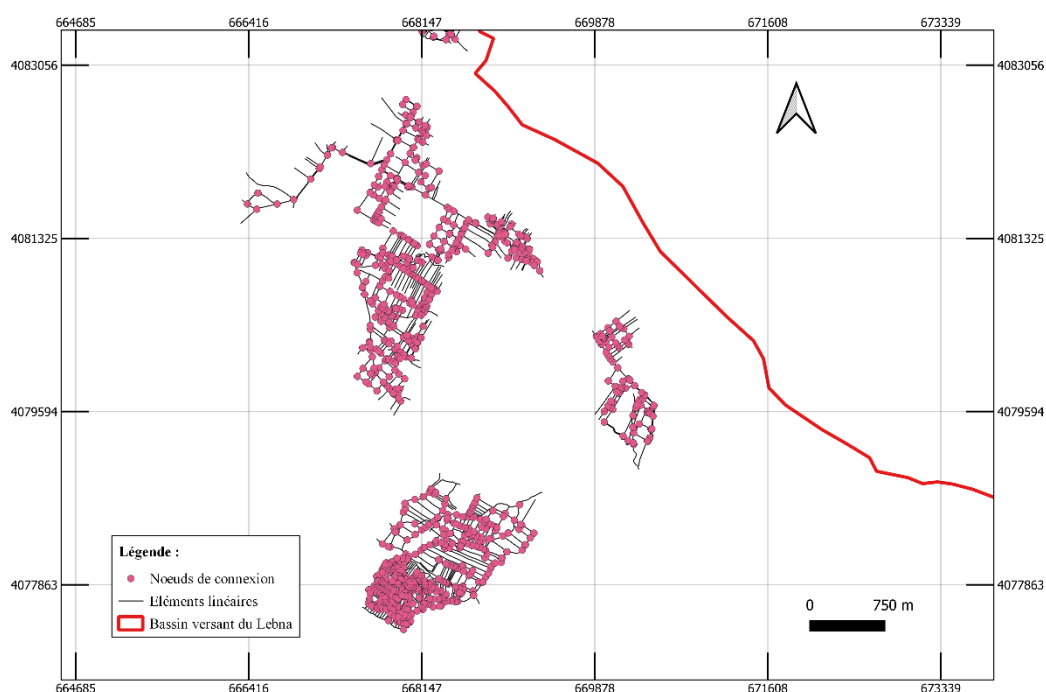 664685 666416 668147 669878 671608 673339
4083056 4083056
4081325 4081325
4079594 4079594
4077863 4077863
Légende :
Noeuds de connexion
Eléments linéaires
Bassin versant du Lebna
0 750 m
664685 666416 668147 669878 671608 673339